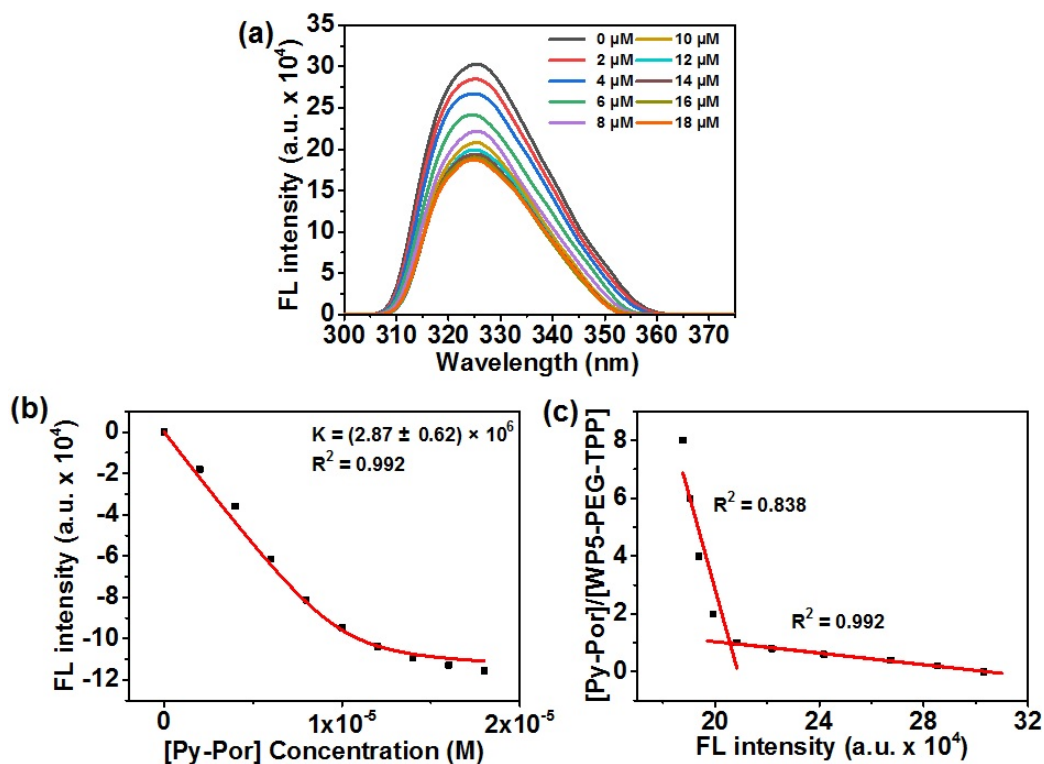 (a)
FL intensity (a.u. x 10⁴)
35
30
25
20
15
10
5
0
0 μM 10 μM
2 μM 12 μM
4 μM 14 μM
6 μM 16 μM
8 μM 18 μM
300 310 320 330 340 350 360 370
Wavelength (nm)
(b)
FL intensity (a.u. x 10⁴)
0
-2
-4
-6
-8
-10
-12
K = (2.87 ± 0.62) × 10⁶
R² = 0.992
0 1x10⁻⁵ 2x10⁻⁵
[Py-Por] Concentration (M)
(c)
[Py-Por]/[WP5-PEG-TPP]
8
6
4
2
0
R² = 0.838
R² = 0.992
20 24 28 32
FL intensity (a.u. x 10⁴)